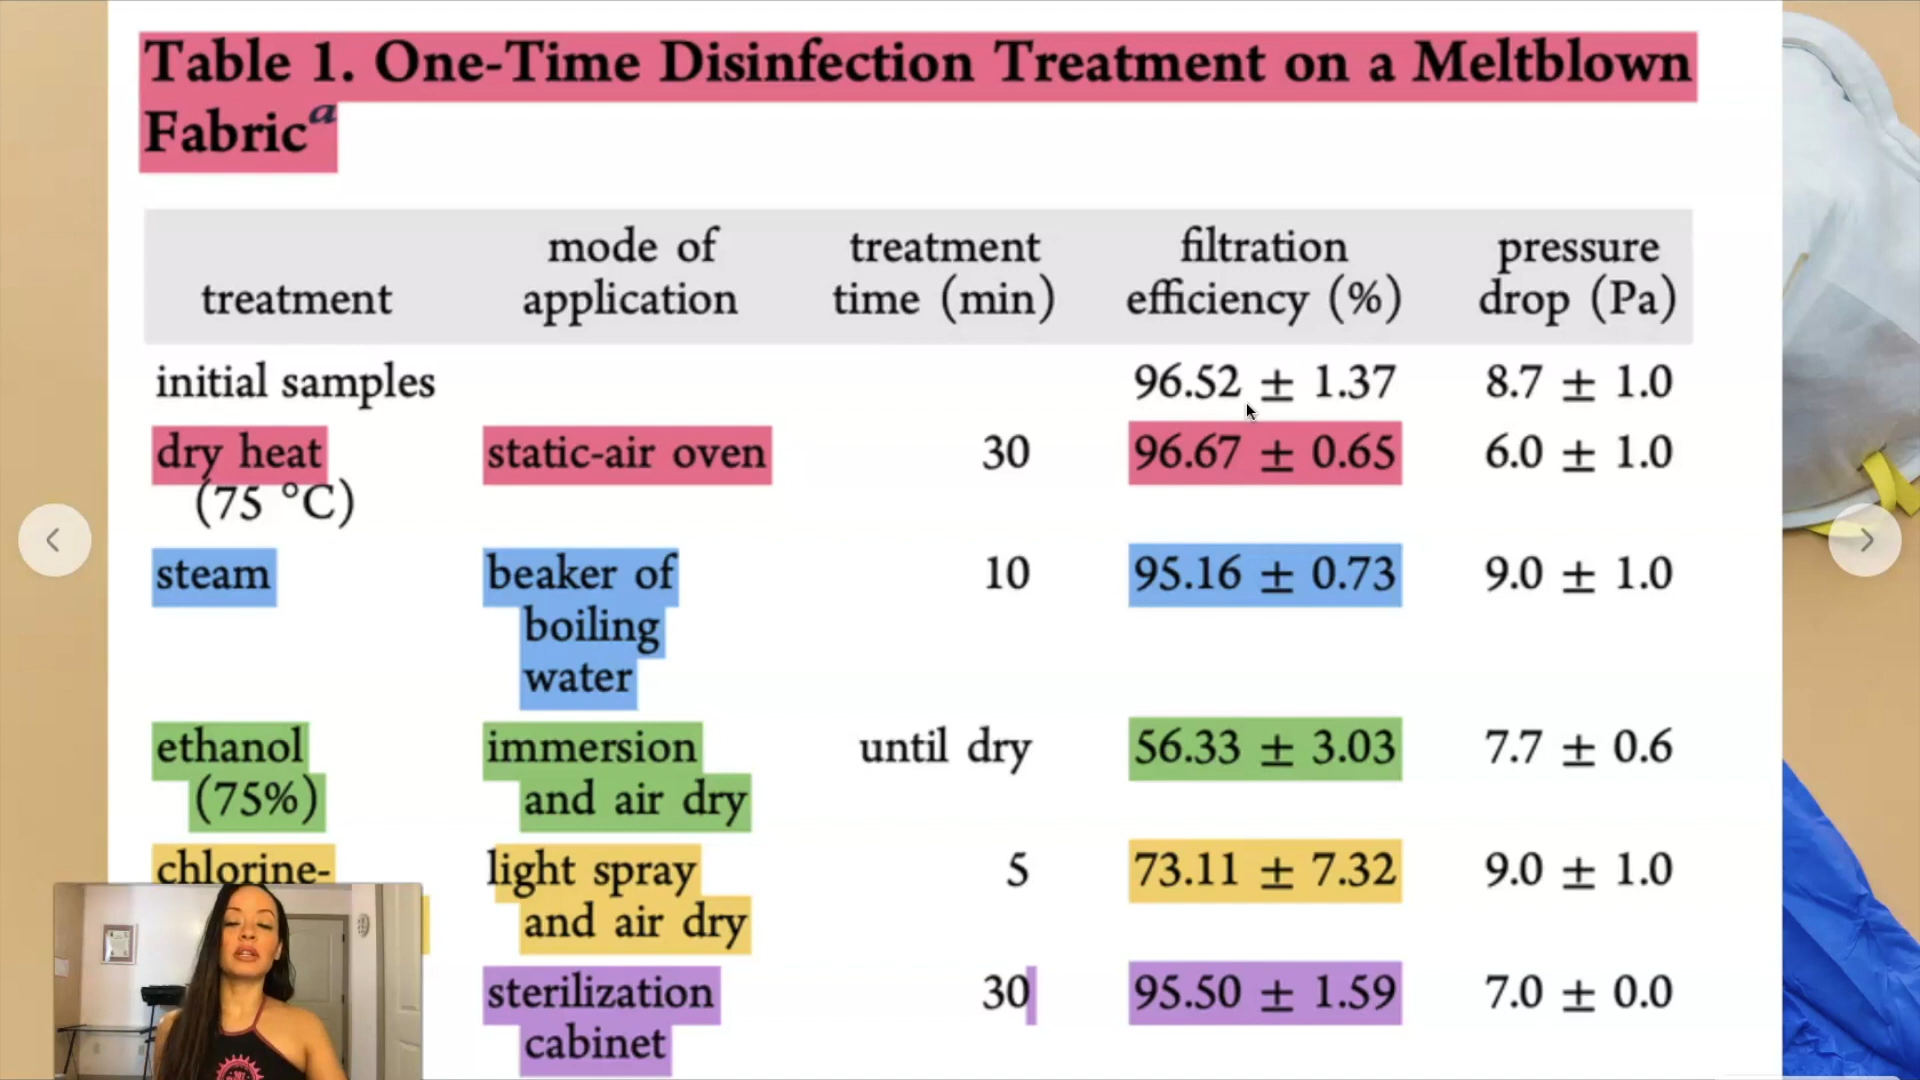 Table 1. One-Time Disinfection Treatment on a Meltblown
Fabric a
treatment mode of application treatment time (min) filtration efficiency (%) pressure drop (Pa)
initial samples 96.52 ± 1.37 8.7 ± 1.0
dry heat static-air oven 30 96.67 ± 0.65 6.0 ± 1.0
(75 °C)
steam beaker of 10 95.16 ± 0.73 9.0 ± 1.0
boiling
water
ethanol immersion until dry 56.33 ± 3.03 7.7 ± 0.6
(75%) and air dry
chlorine- light spray 5 73.11 ± 7.32 9.0 ± 1.0
and air dry
sterilization 30 95.50 ± 1.59 7.0 ± 0.0
cabinet